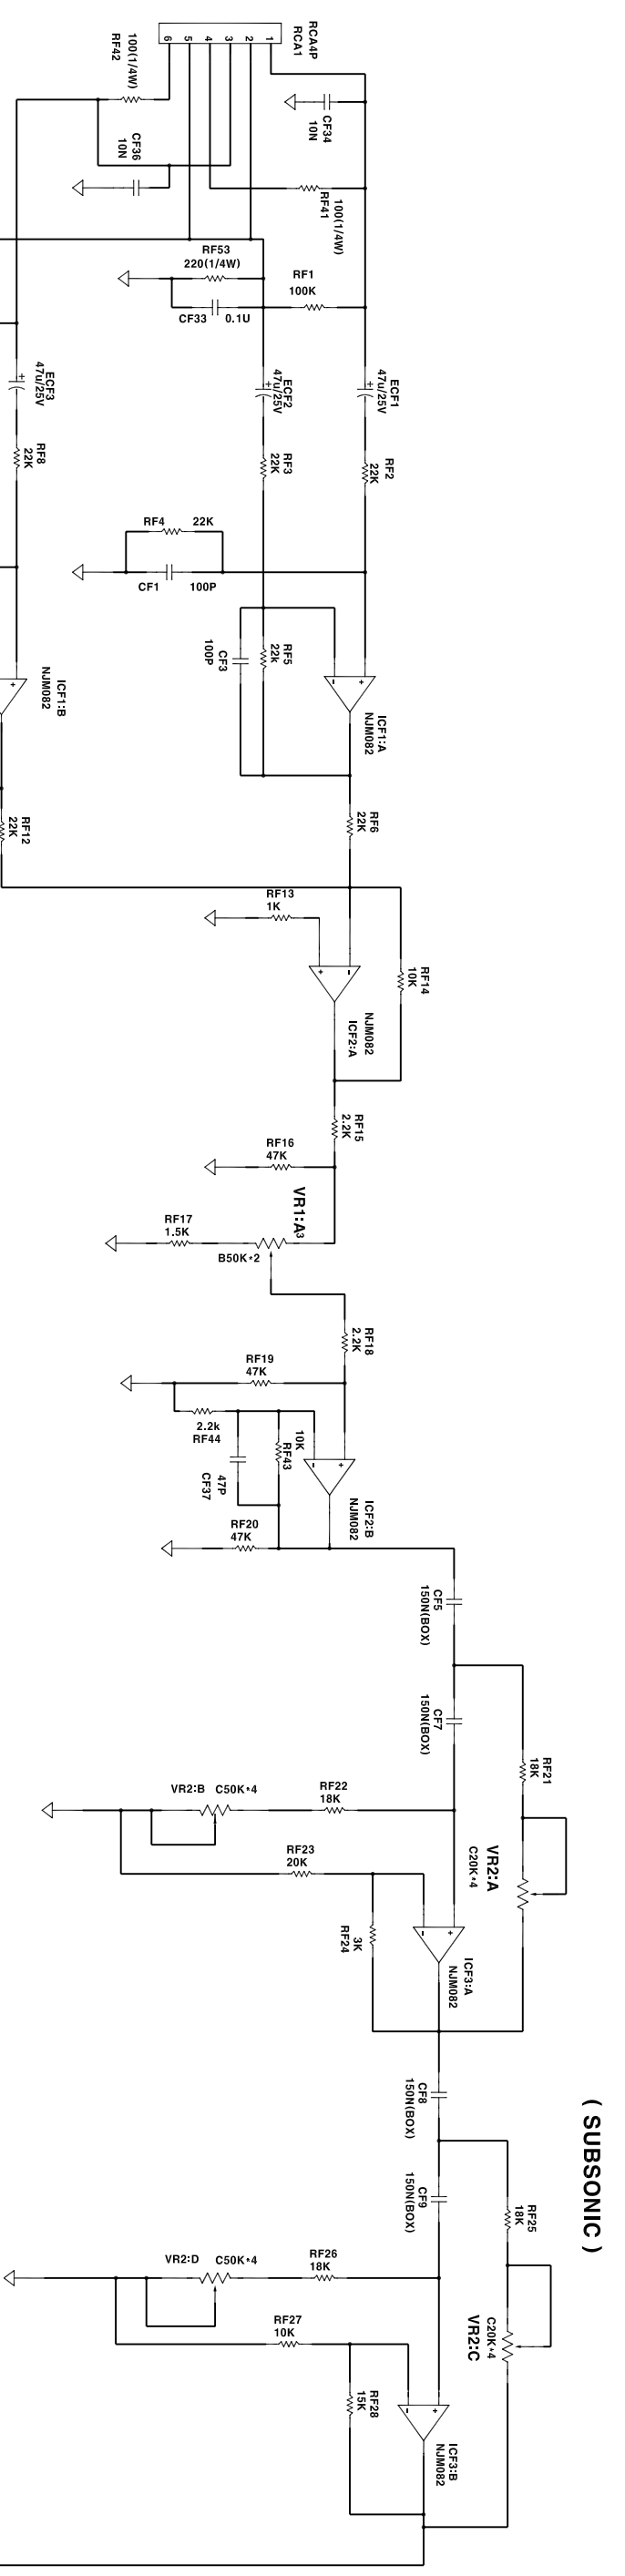 RCA4P
RCA1
6
5
4
3
2
1
100(1/4W)
RF42
CF36
10N
CF34
10N
100(1/4W)
RF41
RF53
220(1/4W)
CF33
0.1U
RF1
100K
ECF3
47u/25V
+
ECF2
47u/25V
+
ECF1
47u/25V
+
RF8
22K
RF3
22K
RF2
22K
RF4
22K
CF1
100P
CF3
100P
RF5
22k
ICF1:B
NJM082
+
ICF1:A
NJM082
-
+
RF12
22K
RF6
22K
RF13
1K
+
-
RF14
10K
NJM082
ICF2:A
RF15
2.2K
RF16
47K
VR1:A
3
RF17
1.5K
B50K*2
RF18
2.2K
RF19
47K
2.2k
RF44
10K
RF43
47P
CF37
-
+
ICF2:B
NJM082
RF20
47K
CF5
150N(BOX)
CF7
150N(BOX)
RF21
18K
VR2:B
C50K*4
RF22
18K
RF23
20K
VR2:A
C20K*4
3K
RF24
-
+
ICF3:A
NJM082
( SUBSONIC )
CF8
150N(BOX)
CF9
150N(BOX)
RF25
18K
VR2:D
C50K*4
RF26
18K
RF27
10K
C20K*4
VR2:C
RF28
15K
-
+
ICF3:B
NJM082